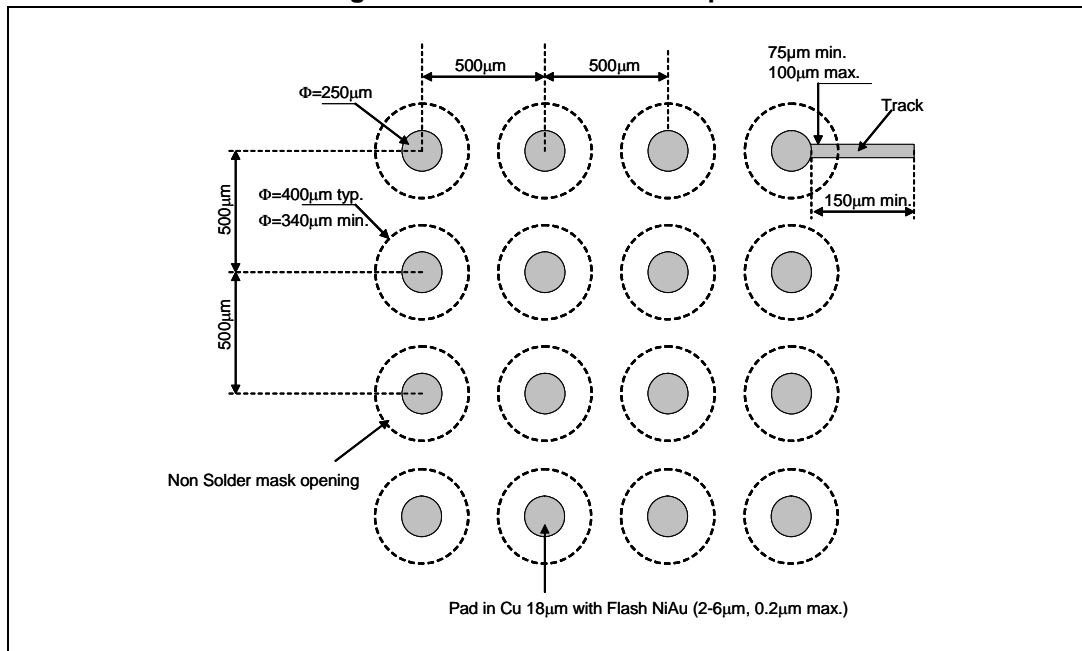 500μm
500μm
75μm min.
100μm max.
Φ=250μm
Track
500μm
Φ=400μm typ.
Φ=340μm min.
150μm min.
500μm
Non Solder mask opening
Pad in Cu 18μm with Flash NiAu (2-6μm, 0.2μm max.)